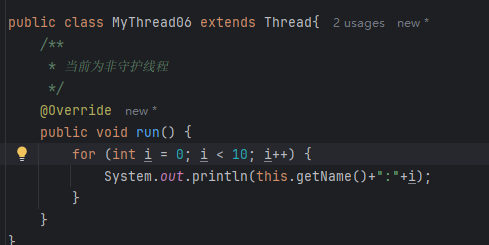 public class MyThread06 extends Thread{ 2 usages new *
/**
* 当前为非守护线程
*/
@Override new *
public void run() {
for (int i = 0; i < 10; i++) {
System.out.println(this.getName()+":"+i);
}
}
}